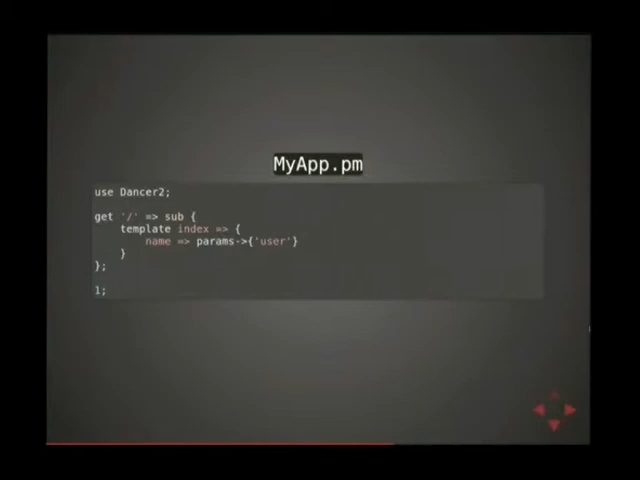 MyApp.pm
use Dancer2;
get '/' => sub {
template index => {
name => params->{'user'}
}
};
1;